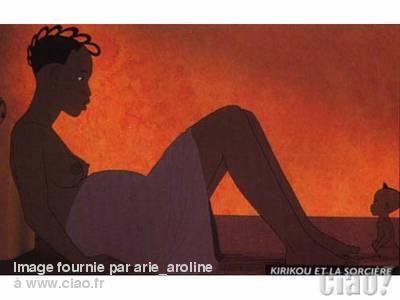 KIRIKOU ET LA SORCIÈRE
Image fournie par arie_aroline
à www.ciao.fr
ciao!